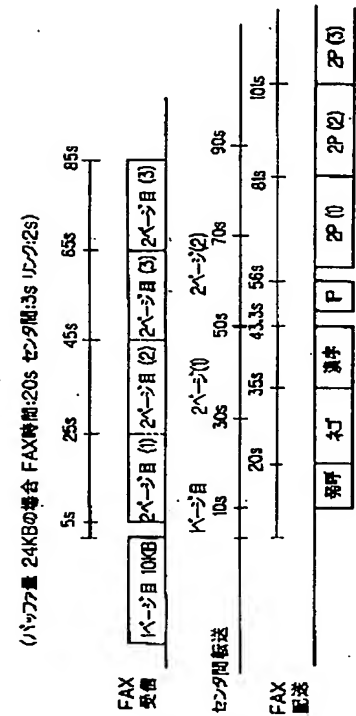 (バッファ量 24KBの場合 FAX時間:20s センタ間:3s リンク:2s)
5s 25s 45s 65s 85s
FAX
受信
1ページ目 10KB 2ページ目 (1) 2ページ目 (2) 2ページ目 (3) 2ページ目 (3)
1ページ目 2ページ(1) 2ページ(2)
センタ間転送
10s 30s 50s 70s 90s
20s 35s 43.3s 56s 81s 101s
FAX
配送
発呼 ネゴ 漢字 P 2P (1) 2P (2) 2P (3)